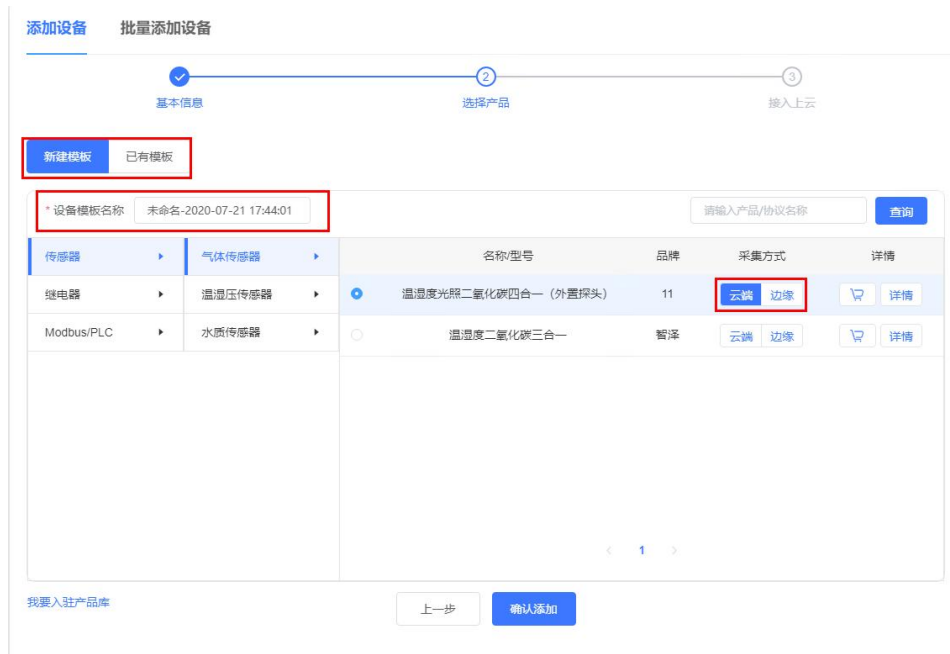 添加设备 批量添加设备
2 3
基本信息 选择产品 接入上云
新建模板 已有模板
* 设备模板名称 未命名-2020-07-21 17:44:01 请输入产品/协议名称 查询
传感器 气体传感器 名称/型号 品牌 采集方式 详情
继电器 温湿压传感器 温湿度光照二氧化碳四合一（外置探头） 11 云端 边缘 详情
Modbus/PLC 水质传感器 温湿度二氧化碳三合一 智泽 云端 边缘 详情
1
我要入驻产品库 上一步 确认添加